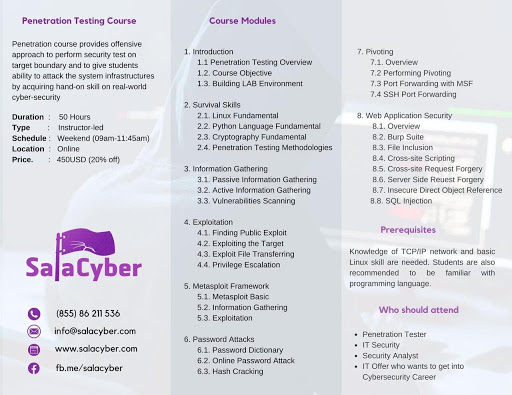 Penetration Testing Course
Penetration course provides offensive
approach to perform security test on
target boundary and to give students
ability to attack the system infrastructures
by acquiring hand-on skill on real-world
cyber-security
Duration : 50 Hours
Type : Instructor-led
Schedule : Weekend (09am-11:45am)
Location : Online
Price. : 450USD (20% off)
SalaCyber
(855) 86 211 536
info@salacyber.com
www.salacyber.com
fb.me/salacyber
Course Modules
1. Introduction
1.1 Penetration Testing Overview
1.2. Course Objective
1.3. Building LAB Environment
2. Survival Skills
2.1. Linux Fundamental
2.2. Python Language Fundamental
2.3. Cryptography Fundamental
2.4. Penetration Testing Methodologies
3. Information Gathering
3.1. Passive Information Gathering
3.2. Active Information Gathering
3.3. Vulnerabilities Scanning
4. Exploitation
4.1. Finding Public Exploit
4.2. Exploiting the Target
4.3. Exploit File Transferring
4.4. Privilege Escalation
5. Metasploit Framework
5.1. Metasploit Basic
5.2. Information Gathering
5.3. Exploitation
6. Password Attacks
6.1. Password Dictionary
6.2. Online Password Attack
6.3. Hash Cracking
7. Pivoting
7.1. Overview
7.2 Performing Pivoting
7.3 Port Forwarding with MSF
7.4 SSH Port Forwarding
8. Web Application Security
8.1. Overview
8.2. Burp Suite
8.3. File Inclusion
8.4. Cross-site Scripting
8.5. Cross-site Request Forgery
8.6. Server Side Reuest Forgery
8.7. Insecure Direct Object Reference
8.8. SQL Injection
Prerequisites
Knowledge of TCP/IP network and basic
Linux skill are needed. Students are also
recommended to be familiar with
programming language.
Who should attend
Penetration Tester
IT Security
Security Analyst
IT Offer who wants to get into
Cybersecurity Career